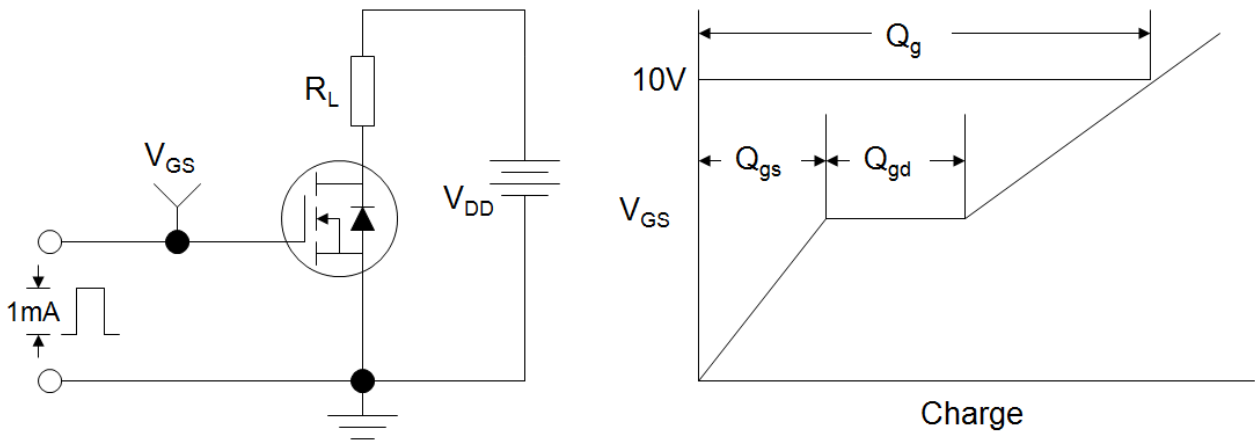 R_L
V_GS
V_DD
1mA
Q_g
10V
Q_gs
Q_gd
V_GS
Charge